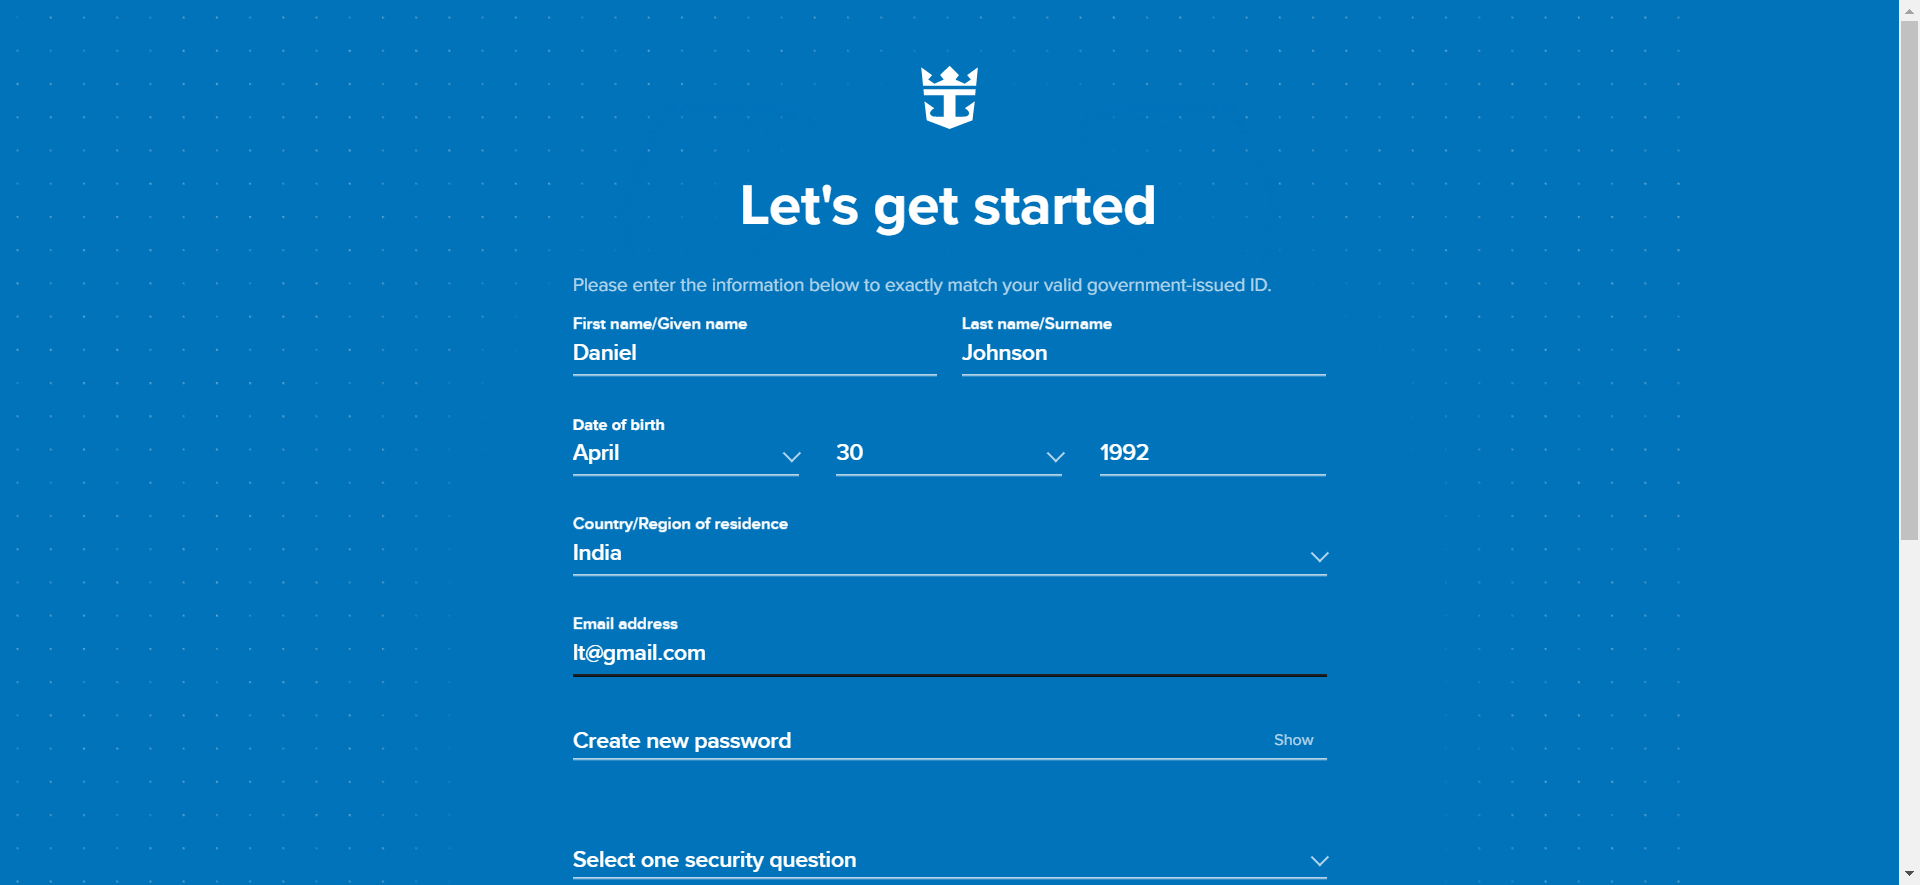 Let's get started
Please enter the information below to exactly match your valid government-issued ID.
First name/Given name
Last name/Surname
Daniel
Johnson
Date of birth
April
30
1992
Country/Region of residence
India
Email address
lt@gmail.com
Create new password
Show
Select one security question